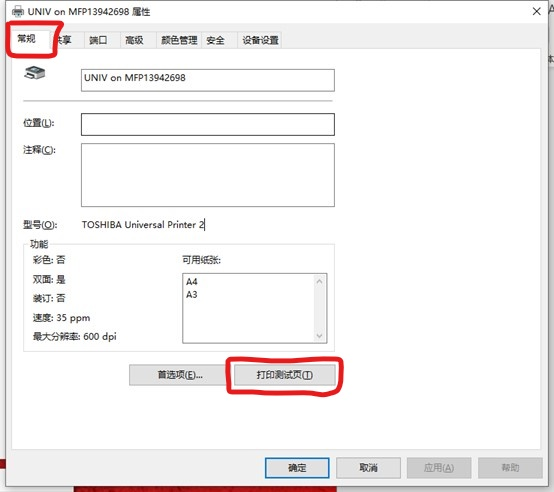 UNIV on MFP13942698 属性
常规 共享 端口 高级 颜色管理 安全 设备设置
UNIV on MFP13942698
位置(L):
注释(C):
型号(O): TOSHIBA Universal Printer 2
功能
彩色: 否
可用纸张:
双面: 是
A4
装订: 否
A3
速度: 35 ppm
最大分辨率: 600 dpi
首选项(E)... 打印测试页(T)
确定 取消 应用(A) 帮助